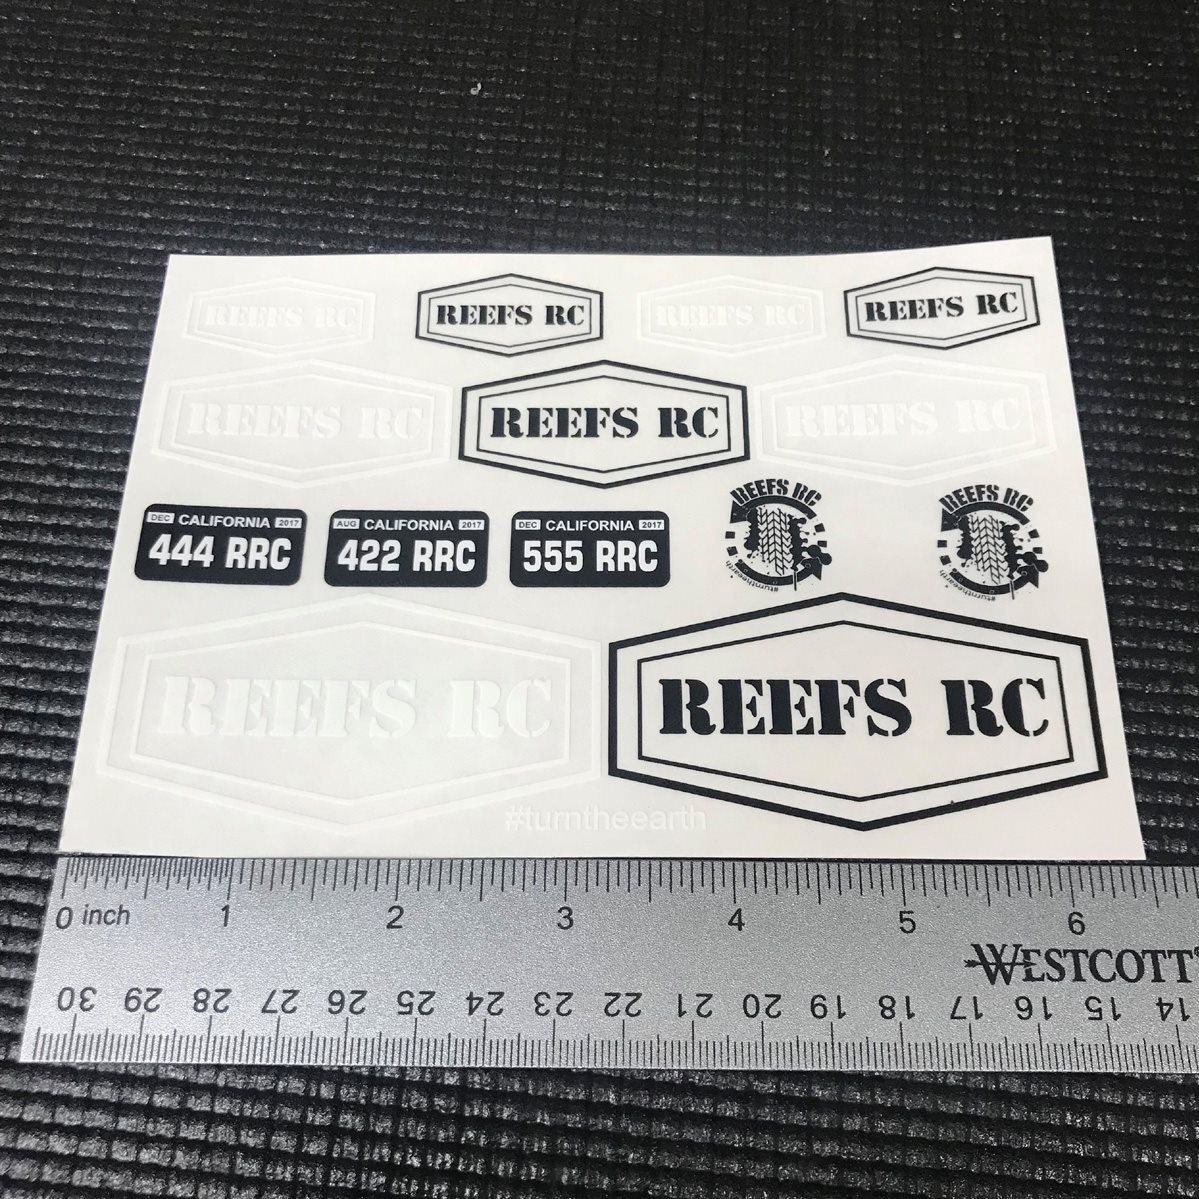 REEFS RC
REEFS RC
REEFS RC
REEFS RC
REEFS RC
REEFS RC
REEFS RC
DEC CALIFORNIA 2017
444 RRC
AUG CALIFORNIA 2017
422 RRC
DEC CALIFORNIA 2017
555 RRC
REEFS RC
#turntheearth
REEFS RC
#turntheearth
REEFS RC
REEFS RC
#turntheearth
0 inch 1 2 3 4 5 6
WESTCOTT
30 29 28 27 26 25 24 23 22 21 20 19 18 17 16 15 14